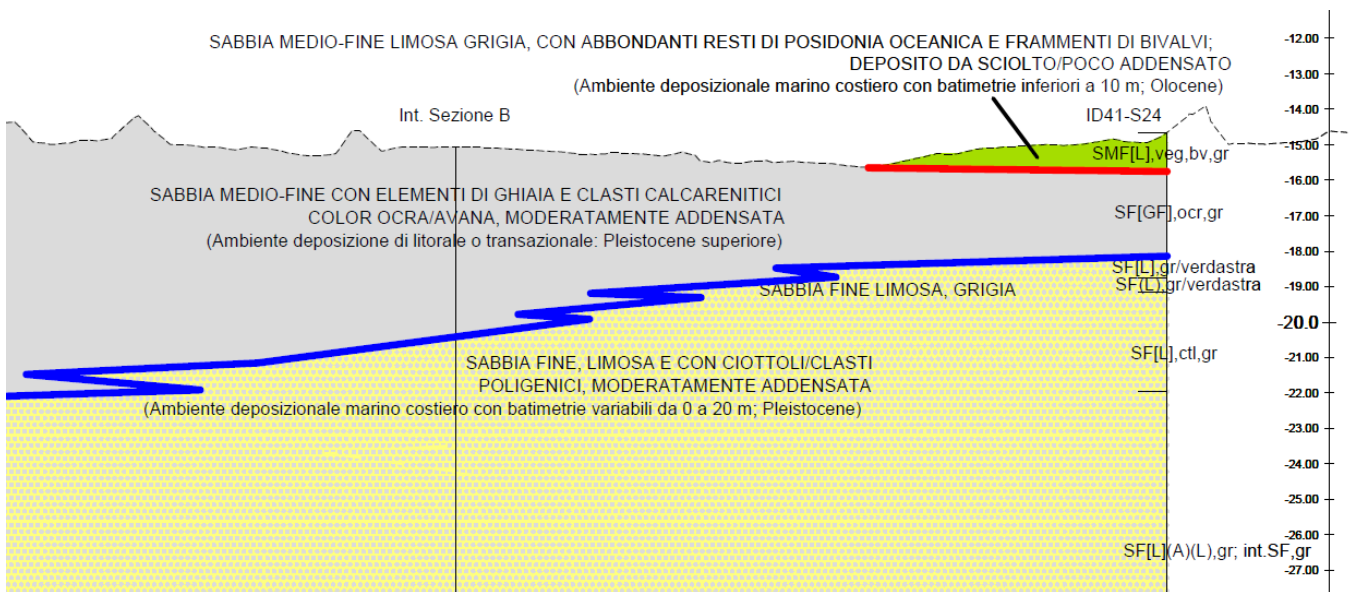 SABBIA MEDIO-FINE LIMOSA GRIGIA, CON ABBONDANTI RESTI DI POSIDONIA OCEANICA E FRAMMENTI DI BIVALVI;
DEPOSITO DA SCIOLTO/POCO ADDENSATO
(Ambiente deposizionale marino costiero con batimetrie inferiori a 10 m; Olocene)
Int. Sezione B
ID41-S24
SMF[L],veg,bv,gr
SABBIA MEDIO-FINE CON ELEMENTI DI GHIAIA E CLASTI CALCARENITICI
COLOR OCRA/AVANA, MODERATAMENTE ADDENSATA
(Ambiente deposizione di litorale o transazionale: Pleistocene superiore)
SF[GF],ocr,gr
SF[L],gr/verdastra
SF(L),gr/verdastra
SABBIA FINE LIMOSA, GRIGIA
SF[L],ctl,gr
SABBIA FINE, LIMOSA E CON CIOTTOLI/CLASTI
POLIGENICI, MODERATAMENTE ADDENSATA
(Ambiente deposizionale marino costiero con batimetrie variabili da 0 a 20 m; Pleistocene)
SF[L](A)(L),gr; int.SF,gr
-12.00
-13.00
-14.00
-15.00
-16.00
-17.00
-18.00
-19.00
-20.0
-21.00
-22.00
-23.00
-24.00
-25.00
-26.00
-27.00